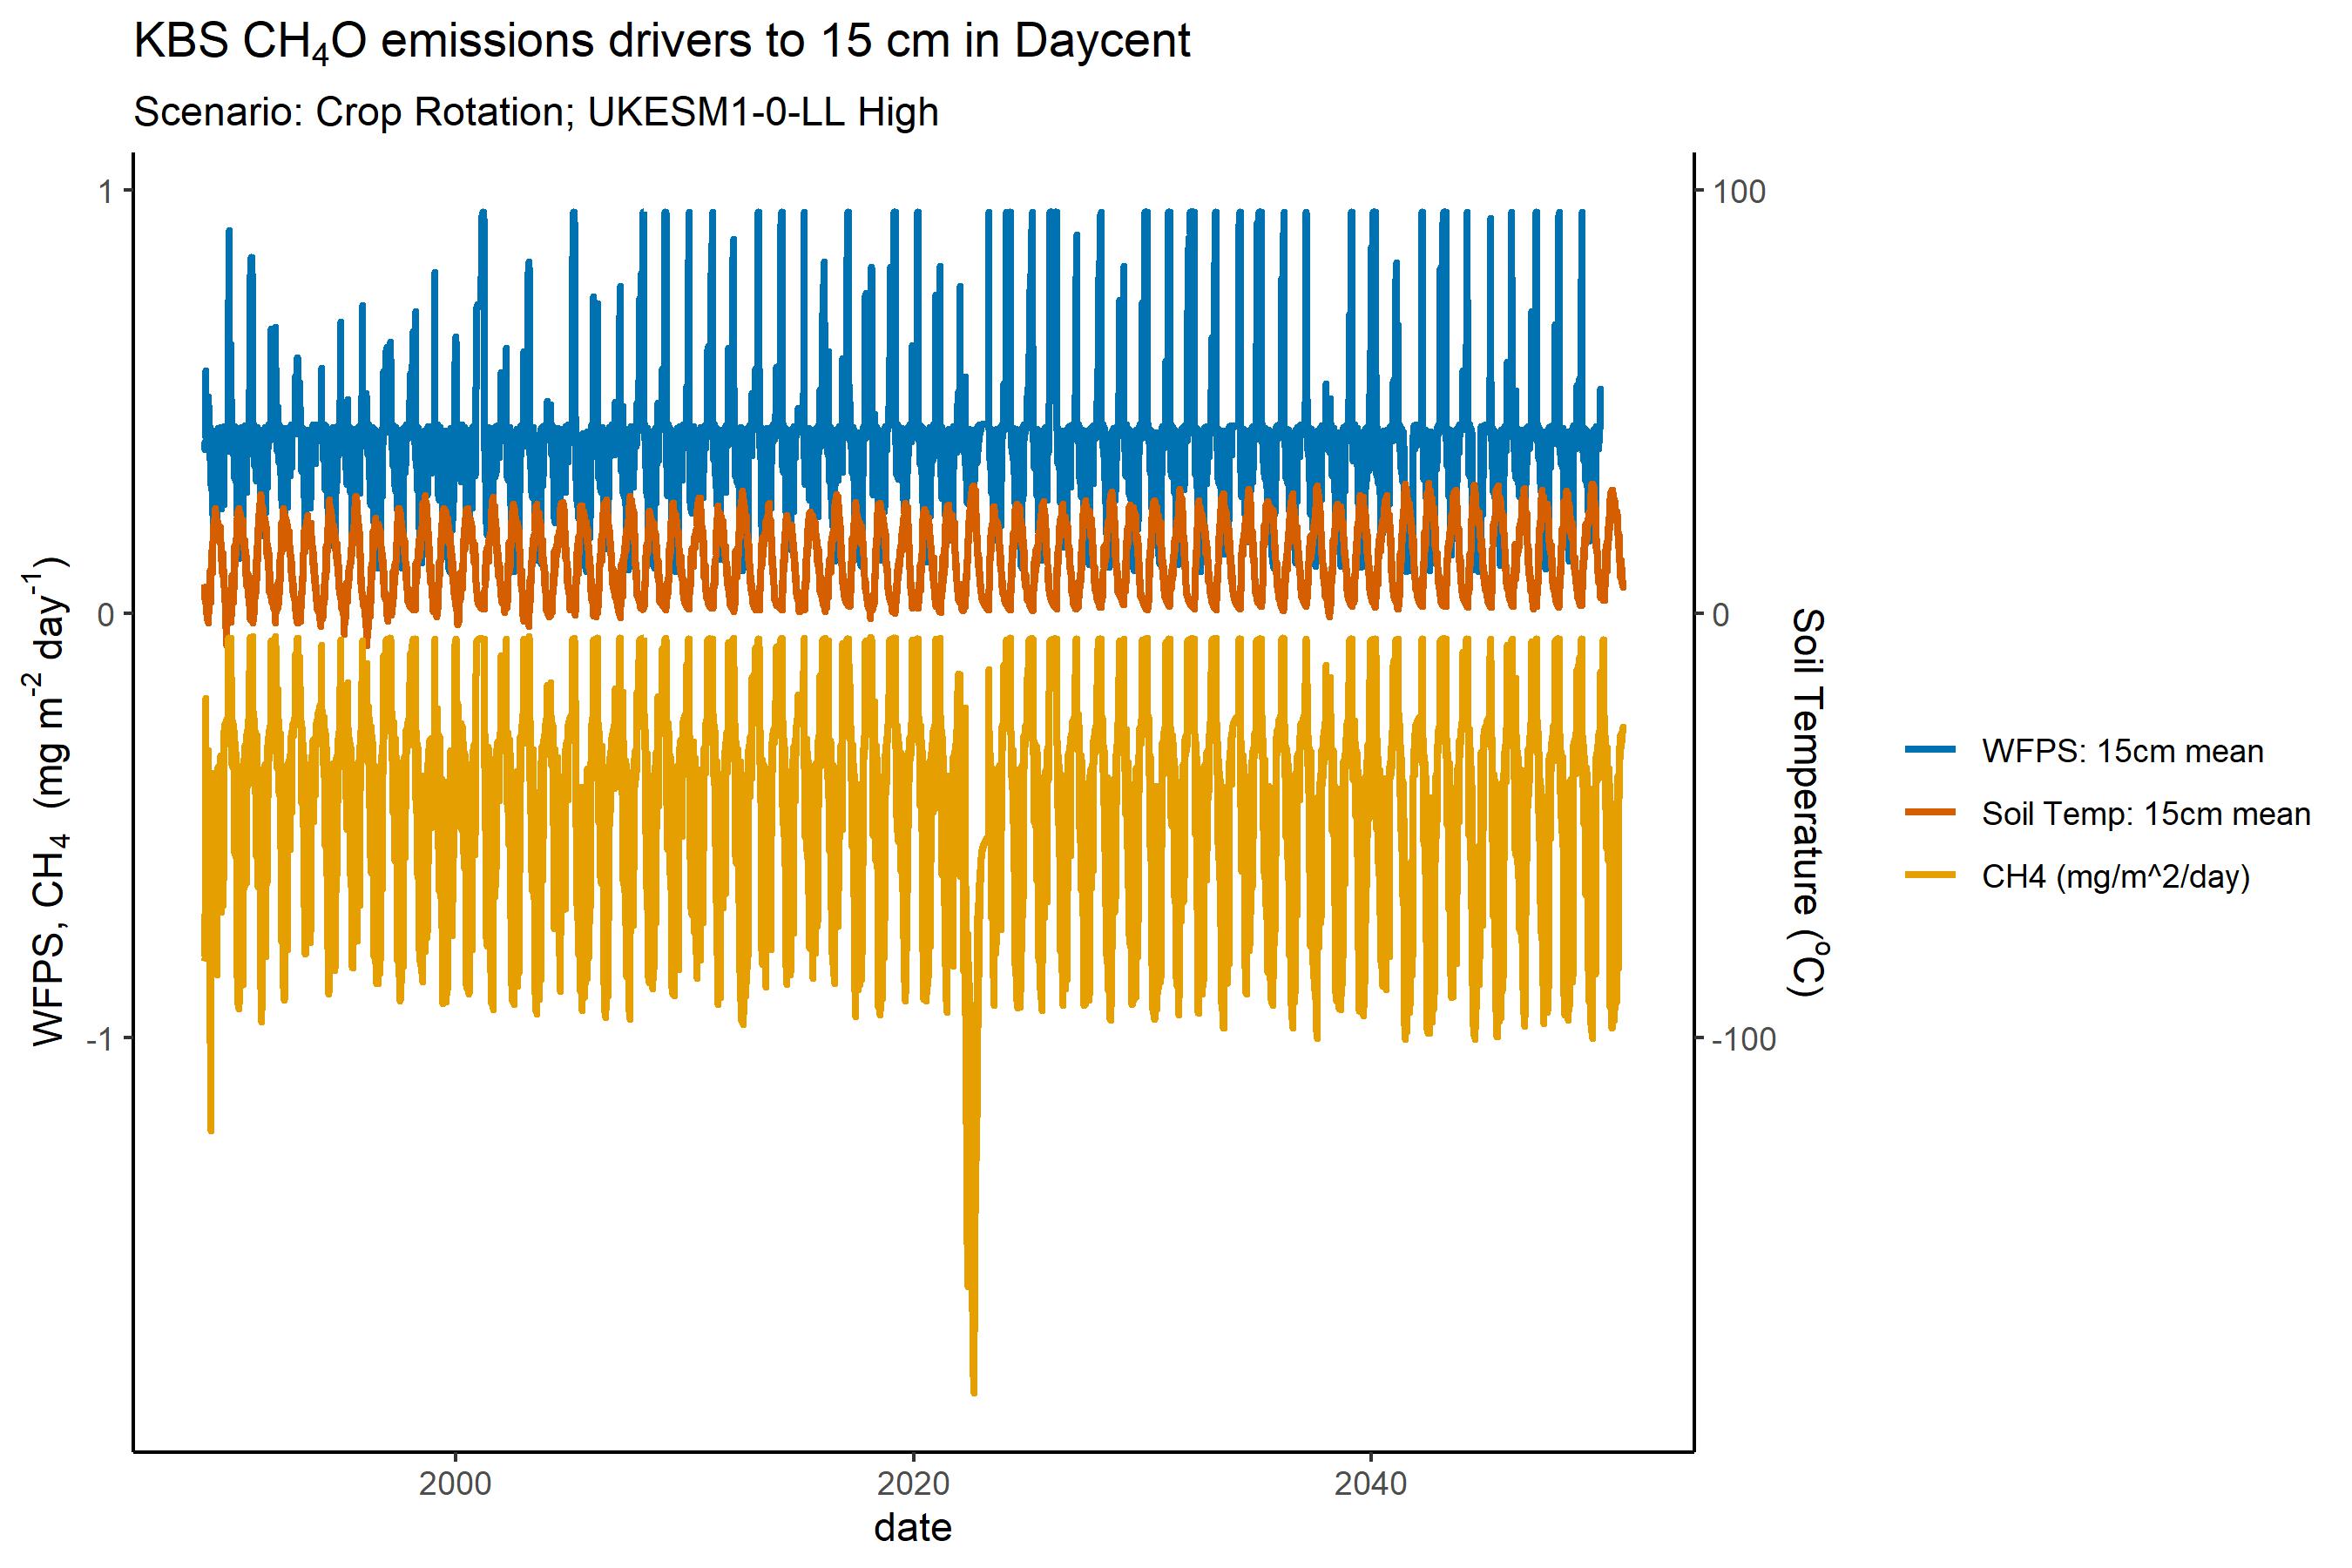 KBS CH₄O emissions drivers to 15 cm in Daycent
Scenario: Crop Rotation; UKESM1-0-LL High
1
0
-1
WFPS, CH₄ (mg m⁻² day⁻¹)
100
0
-100
Soil Temperature (ᵒC)
2000
2020
2040
date
WFPS: 15cm mean
Soil Temp: 15cm mean
CH4 (mg/m^2/day)